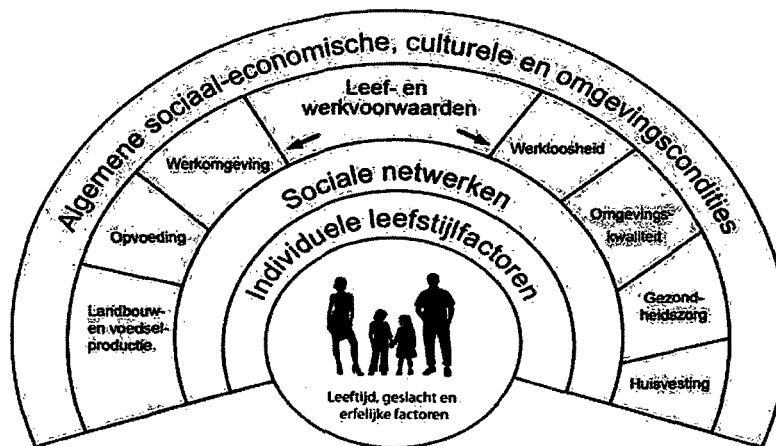 Algemene sociaal-economische, culturele en omgevingscondities
Leef- en
werkvoorwaarden
Werkomgeving
Werkloosheid
Opvoeding
Omgevings-
kwaliteit
Landbouw-
en voedsel-
productie.
Gezond-
heidszorg
Huisvesting
Sociale netwerken
Individuele leefstijlfactoren
Leeftijd, geslacht en
erfelijke factoren